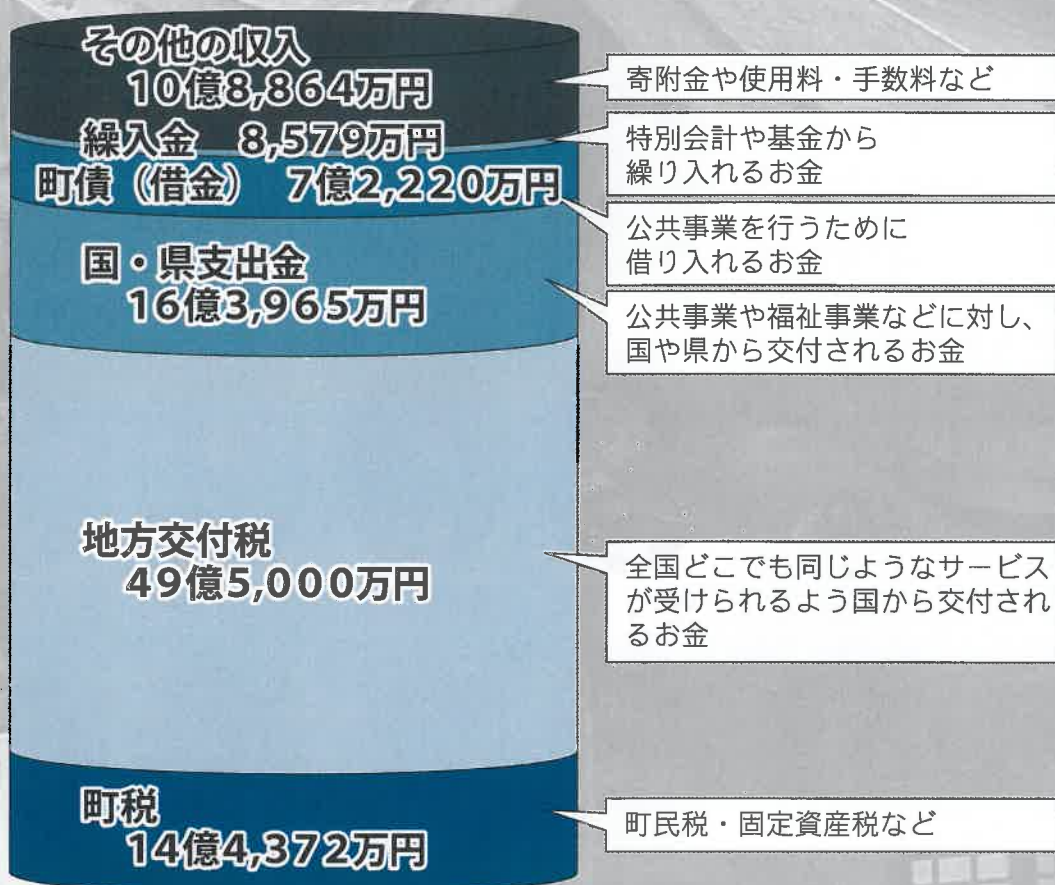 その他の収入
10億8,864万円
寄附金や使用料・手数料など
繰入金 8,579万円
特別会計や基金から
繰り入れるお金
町債（借金） 7億2,220万円
公共事業を行うために
借り入れるお金
国・県支出金
16億3,965万円
公共事業や福祉事業などに対し、
国や県から交付されるお金
地方交付税
49億5,000万円
全国どこでも同じようなサービス
が受けられるよう国から交付され
るお金
町税
14億4,372万円
町民税・固定資産税など